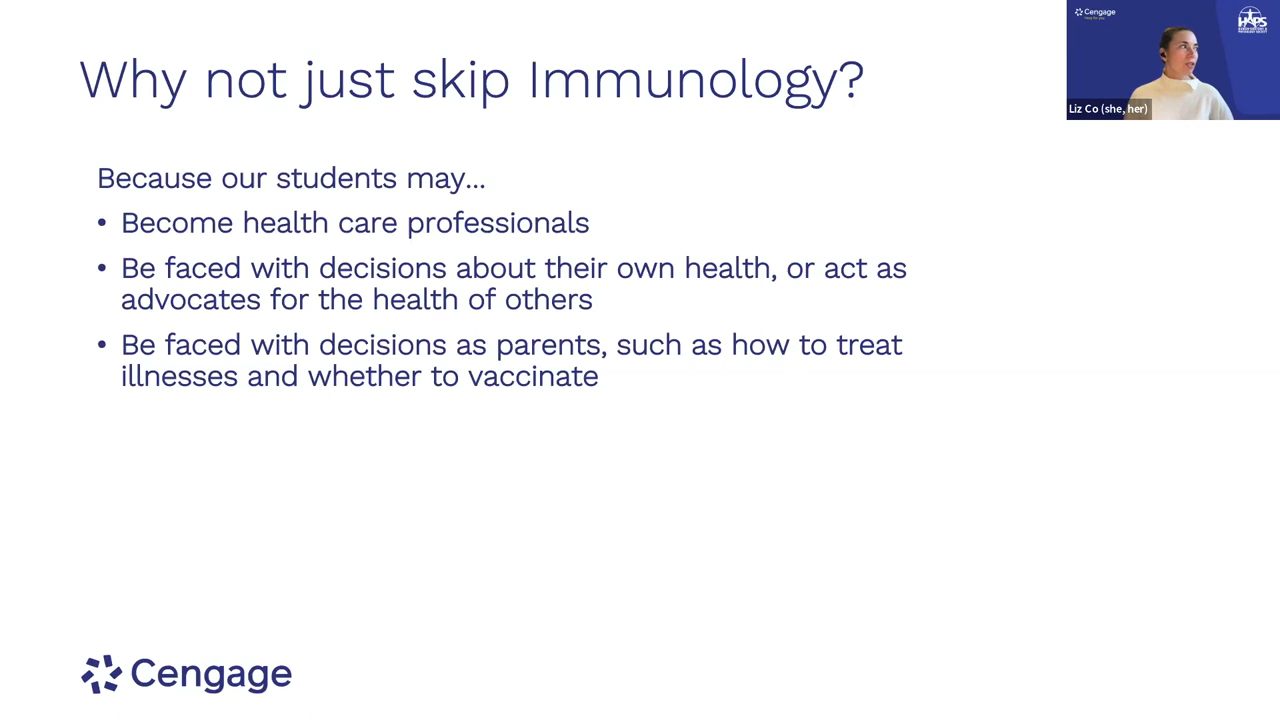 Why not just skip Immunology?
Because our students may...
• Become health care professionals
• Be faced with decisions about their own health, or act as
advocates for the health of others
• Be faced with decisions as parents, such as how to treat
illnesses and whether to vaccinate
Cengage
Cengage
HAPS
Liz Co (she, her)